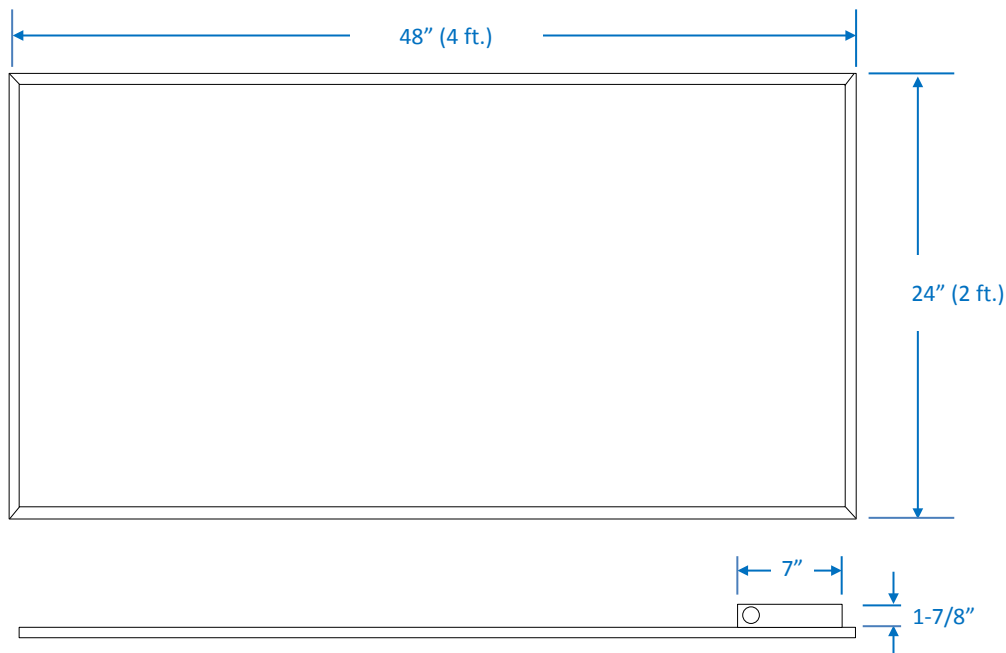 48” (4 ft.)
24” (2 ft.)
7”
1-7/8”